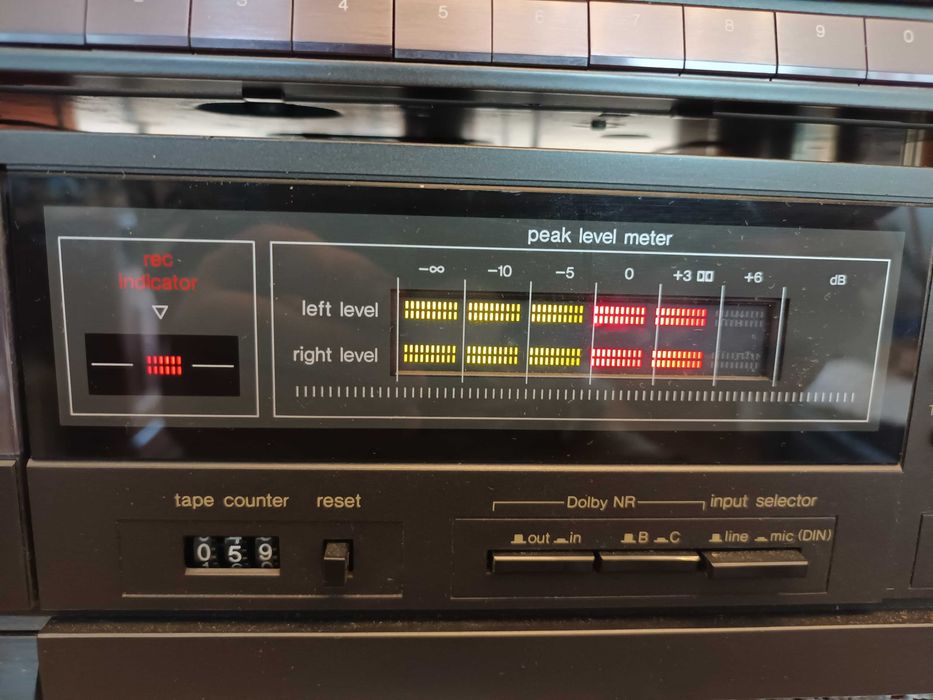 3 4 5 6 7 8 9 0
peak level meter
rec
indicator
-∞ -10 -5 0 +3 +6 dB
left level
right level
tape counter reset
Dolby NR input selector
out in B C line mic (DIN)
0 5 9